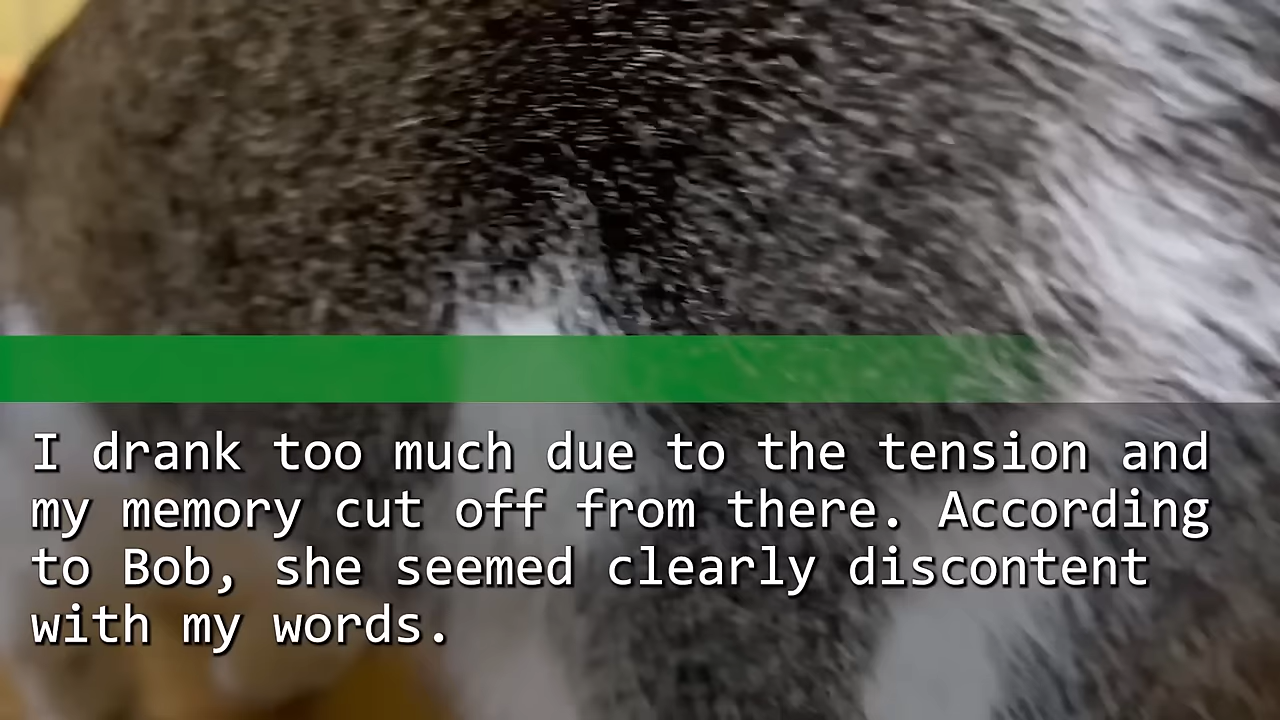 I drank too much due to the tension and
my memory cut off from there. According
to Bob, she seemed clearly discontent
with my words.